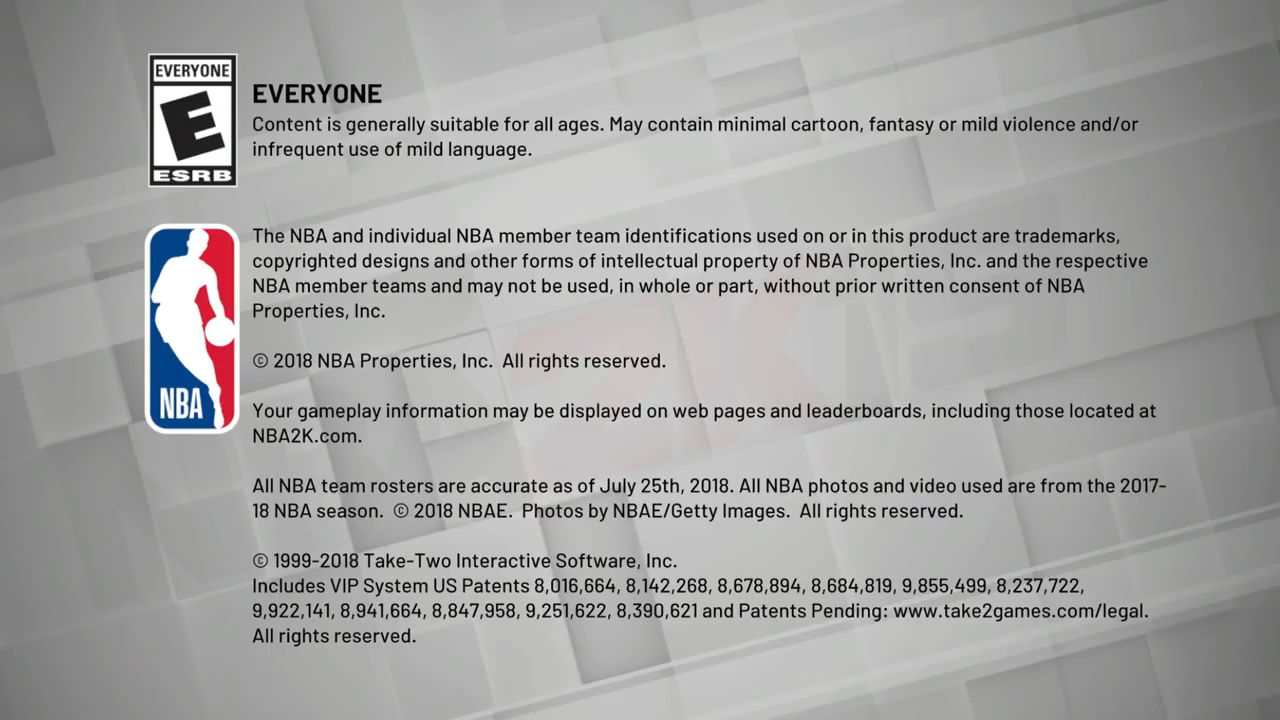 EVERYONE
E
ESRB
EVERYONE
Content is generally suitable for all ages. May contain minimal cartoon, fantasy or mild violence and/or
infrequent use of mild language.
The NBA and individual NBA member team identifications used on or in this product are trademarks,
copyrighted designs and other forms of intellectual property of NBA Properties, Inc. and the respective
NBA member teams and may not be used, in whole or part, without prior written consent of NBA
Properties, Inc.
© 2018 NBA Properties, Inc.  All rights reserved.
NBA
Your gameplay information may be displayed on web pages and leaderboards, including those located at
NBA2K.com.
All NBA team rosters are accurate as of July 25th, 2018. All NBA photos and video used are from the 2017-
18 NBA season.  © 2018 NBAE.  Photos by NBAE/Getty Images.  All rights reserved.
© 1999-2018 Take-Two Interactive Software, Inc.
Includes VIP System US Patents 8,016,664, 8,142,268, 8,678,894, 8,684,819, 9,855,499, 8,237,722,
9,922,141, 8,941,664, 8,847,958, 9,251,622, 8,390,621 and Patents Pending: www.take2games.com/legal.
All rights reserved.
2K19